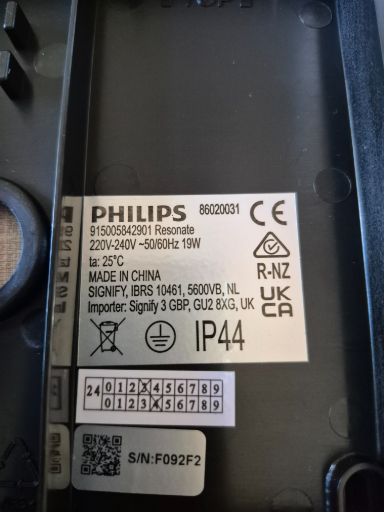 PHILIPS 86020031 CE
915005842901 Resonate
220V-240V ~50/60Hz 19W
ta: 25°C
R-NZ
MADE IN CHINA
SIGNIFY, IBRS 10461, 5600VB, NL
Importer: Signify 3 GBP, GU2 8XG, UK
UK
CA
IP44
24 0 1 2 3 4 5 6 7 8 9
0 1 2 3 4 5 6 7 8 9
S/N:F092F2